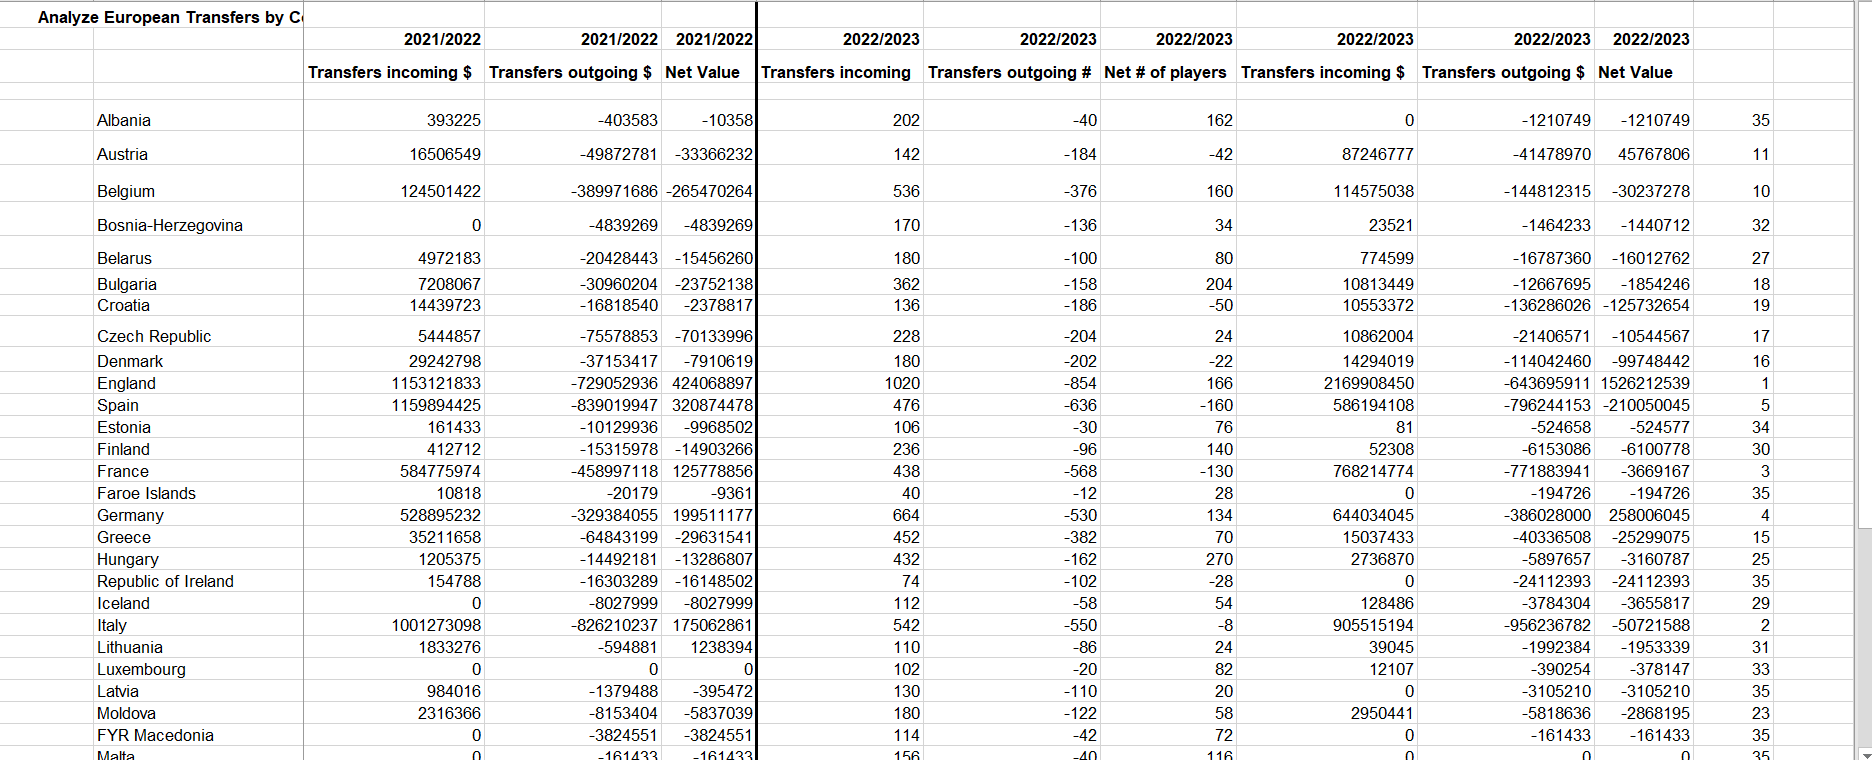 Analyze European Transfers by C
2021/2022 2021/2022 2021/2022 2022/2023 2022/2023 2022/2023 2022/2023 2022/2023 2022/2023
Transfers incoming $ Transfers outgoing $ Net Value Transfers incoming Transfers outgoing # Net # of players Transfers incoming $ Transfers outgoing $ Net Value
Albania 393225 -403583 -10358 202 -40 162 0 -1210749 -1210749 35
Austria 16506549 -49872781 -33366232 142 -184 -42 87246777 -41478970 45767806 11
Belgium 124501422 -389971686 -265470264 536 -376 160 114575038 -144812315 -30237278 10
Bosnia-Herzegovina 0 -4839269 -4839269 170 -136 34 23521 -1464233 -1440712 32
Belarus 4972183 -20428443 -15456260 180 -100 80 774599 -16787360 -16012762 27
Bulgaria 7208067 -30960204 -23752138 362 -158 204 10813449 -12667695 -1854246 18
Croatia 14439723 -16818540 -2378817 136 -186 -50 10553372 -136286026 -125732654 19
Czech Republic 5444857 -75578853 -70133996 228 -204 24 10862004 -21406571 -10544567 17
Denmark 29242798 -37153417 -7910619 180 -202 -22 14294019 -114042460 -99748442 16
England 1153121833 -729052936 424068897 1020 -854 166 2169908450 -643695911 1526212539 1
Spain 1159894425 -839019947 320874478 476 -636 -160 586194108 -796244153 -210050045 5
Estonia 161433 -10129936 -9968502 106 -30 76 81 -524658 -524577 34
Finland 412712 -15315978 -14903266 236 -96 140 52308 -6153086 -6100778 30
France 584775974 -458997118 125778856 438 -568 -130 768214774 -771883941 -3669167 3
Faroe Islands 10818 -20179 -9361 40 -12 28 0 -194726 -194726 35
Germany 528895232 -329384055 199511177 664 -530 134 644034045 -386028000 258006045 4
Greece 35211658 -64843199 -29631541 452 -382 70 15037433 -40336508 -25299075 15
Hungary 1205375 -14492181 -13286807 432 -162 270 2736870 -5897657 -3160787 25
Republic of Ireland 154788 -16303289 -16148502 74 -102 -28 0 -24112393 -24112393 35
Iceland 0 -8027999 -8027999 112 -58 54 128486 -3784304 -3655817 29
Italy 1001273098 -826210237 175062861 542 -550 -8 905515194 -956236782 -50721588 2
Lithuania 1833276 -594881 1238394 110 -86 24 39045 -1992384 -1953339 31
Luxembourg 0 0 0 102 -20 82 12107 -390254 -378147 33
Latvia 984016 -1379488 -395472 130 -110 20 0 -3105210 -3105210 35
Moldova 2316366 -8153404 -5837039 180 -122 58 2950441 -5818636 -2868195 23
FYR Macedonia 0 -3824551 -3824551 114 -42 72 0 -161433 -161433 35
Malta 0 -161433 -161433 156 -40 116 0 0 0 35